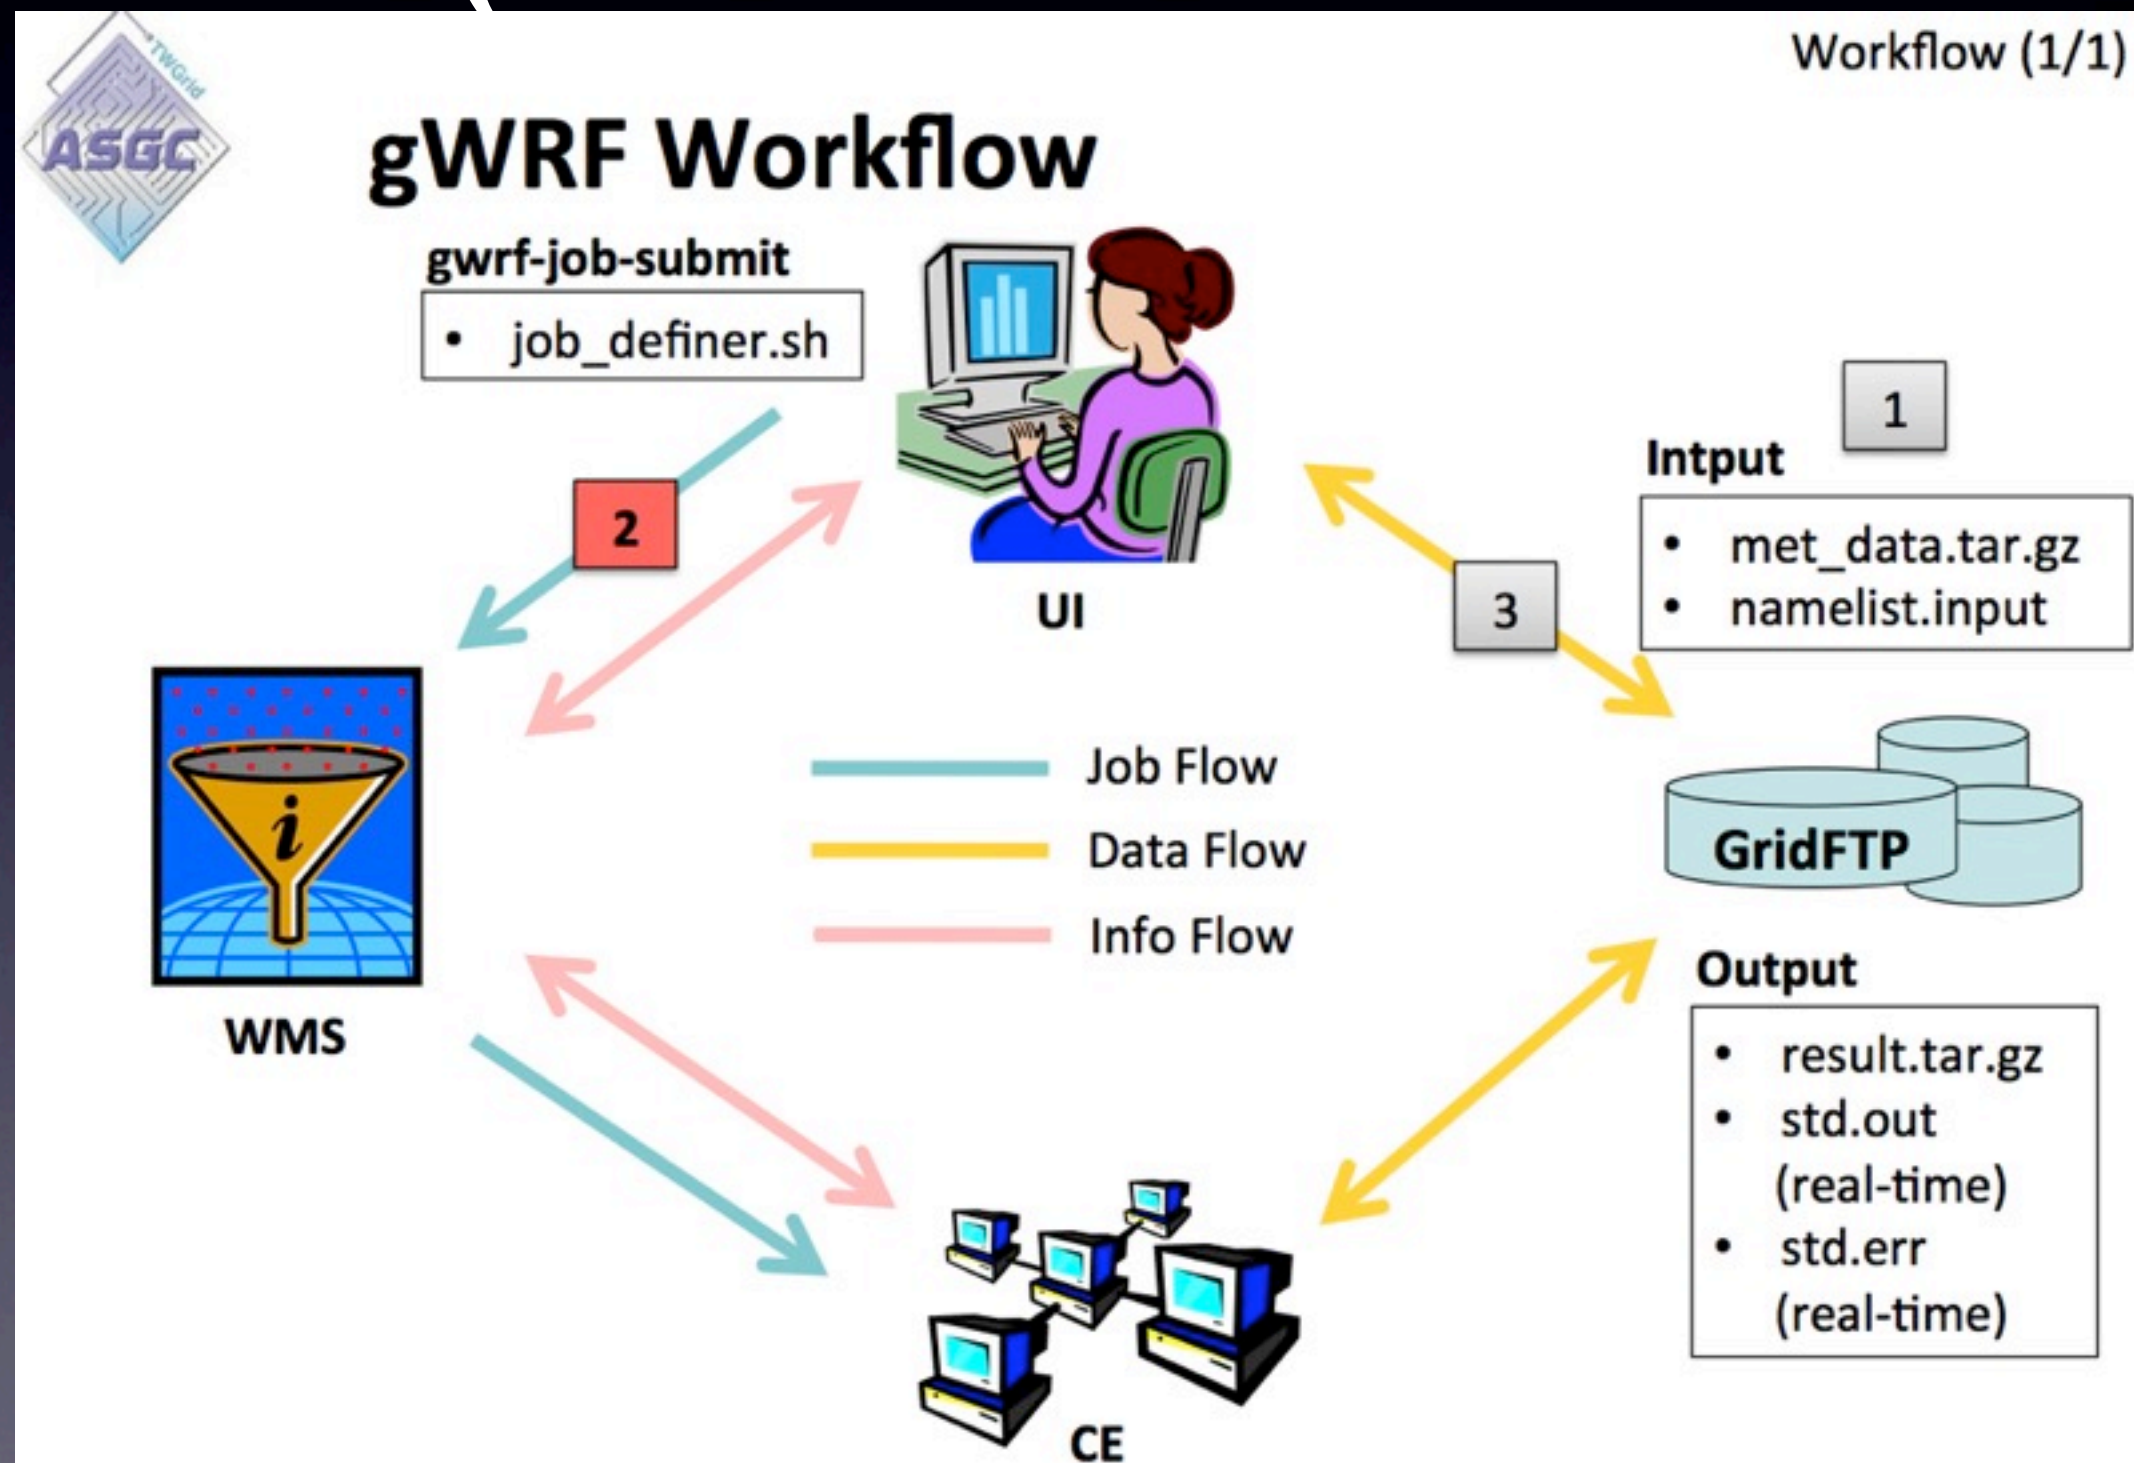 Workflow (1/1)
TWGrid
ASGC
gWRF Workflow
gwrf-job-submit
• job_definer.sh
1
Intput
• met_data.tar.gz
• namelist.input
2
3
UI
Job Flow
Data Flow
Info Flow
i
WMS
GridFTP
Output
• result.tar.gz
• std.out
(real-time)
• std.err
(real-time)
CE